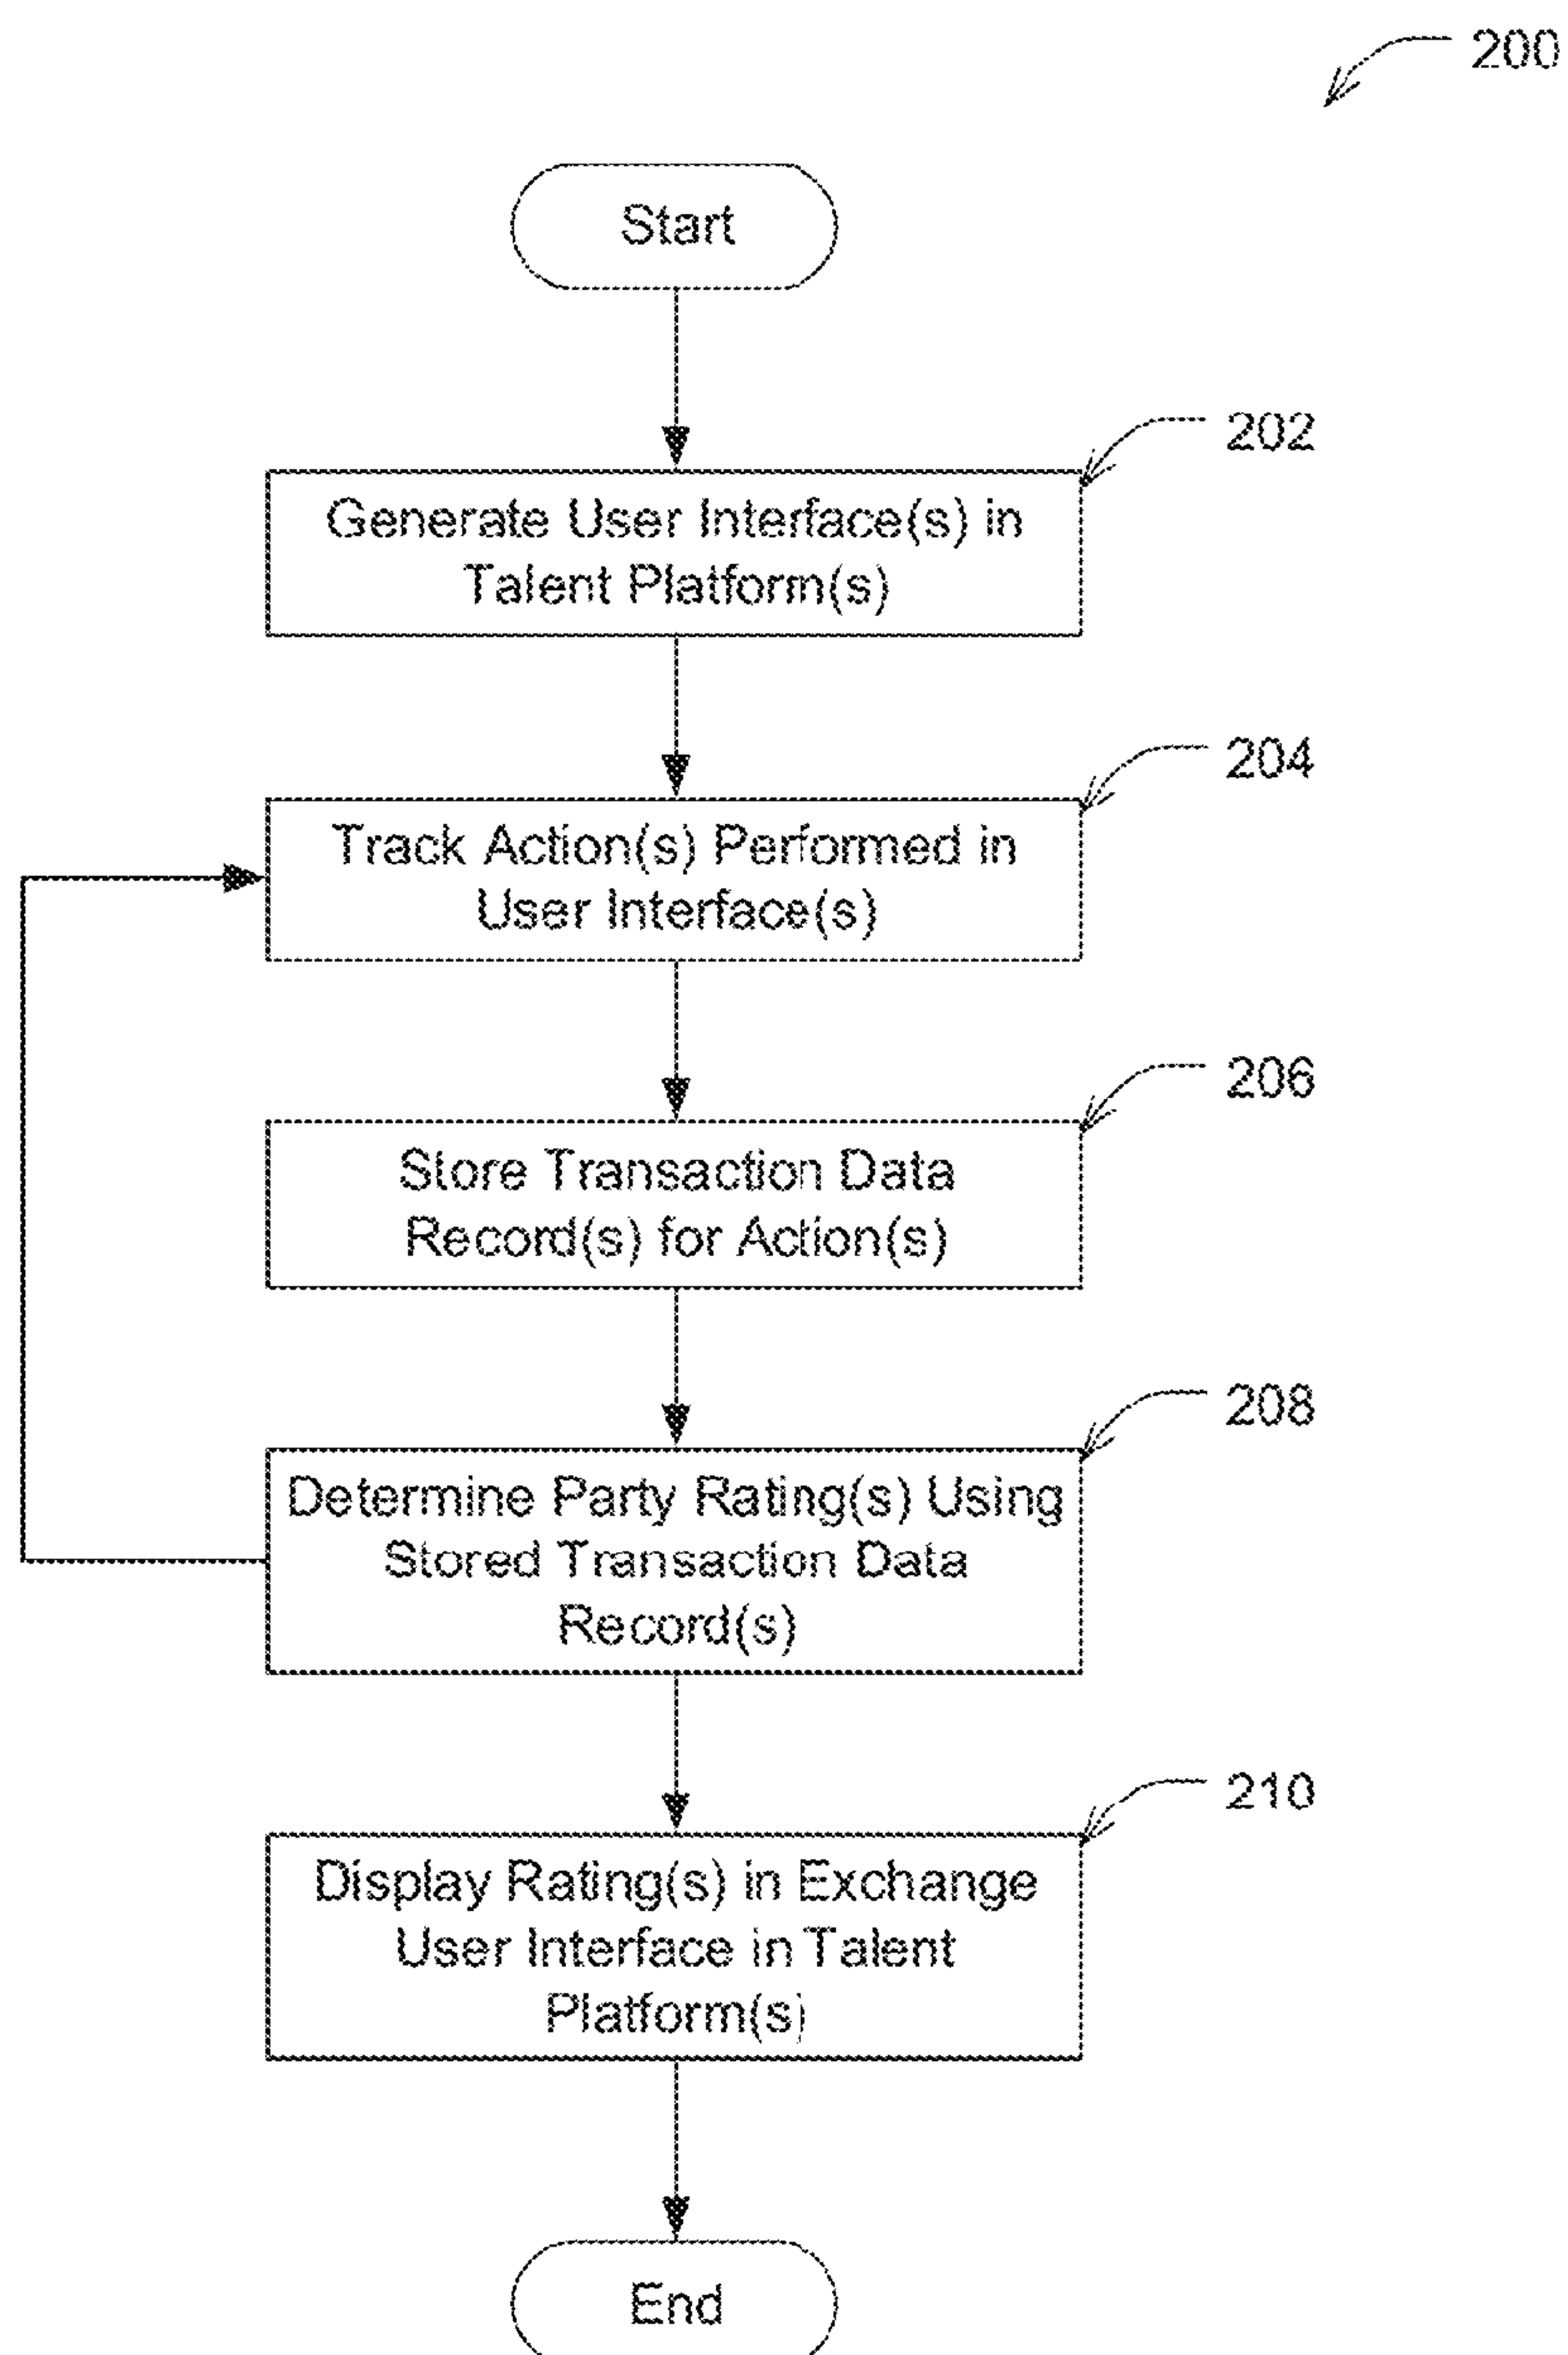 200
Start
202
Generate User Interface(s) in
Talent Platform(s)
204
Track Action(s) Performed in
User Interface(s)
206
Store Transaction Data
Record(s) for Action(s)
208
Determine Party Rating(s) Using
Stored Transaction Data
Record(s)
210
Display Rating(s) in Exchange
User Interface in Talent
Platform(s)
End